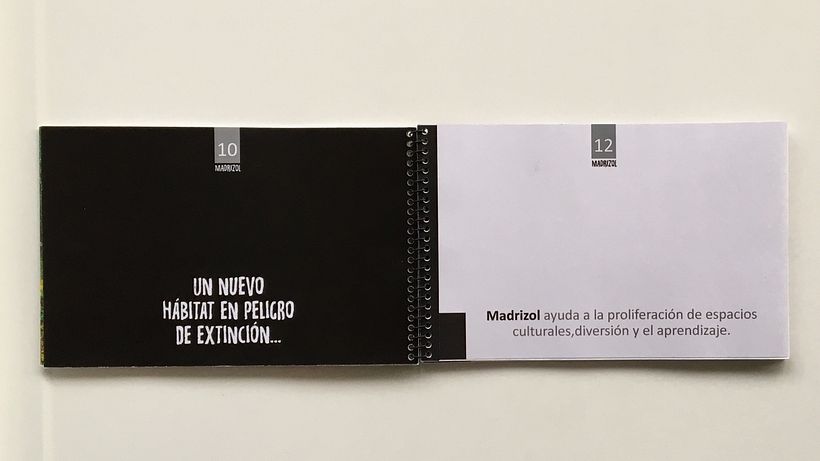 10
MADRIZOL
UN NUEVO
HÁBITAT EN PELIGRO
DE EXTINCIÓN...
12
MADRIZOL
Madrizol ayuda a la proliferación de espacios
culturales,diversión y el aprendizaje.